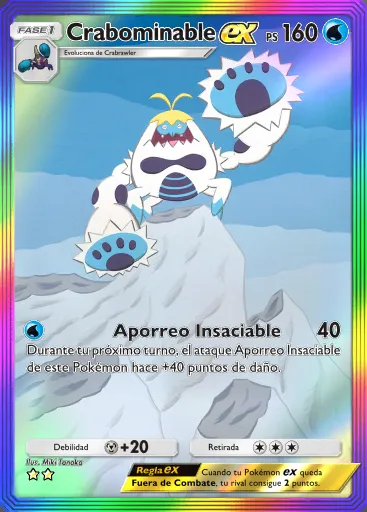 FASE 1
Crabominable ex PS 160
Evoluciona de Crabrawler
Aporreo Insaciable 40
Durante tu próximo turno, el ataque Aporreo Insaciable
de este Pokémon hace +40 puntos de daño.
Debilidad +20 Retirada
Ilus. Miki Tanaka
Regla ex Cuando tu Pokémon ex queda
Fuera de Combate, tu rival consigue 2 puntos.